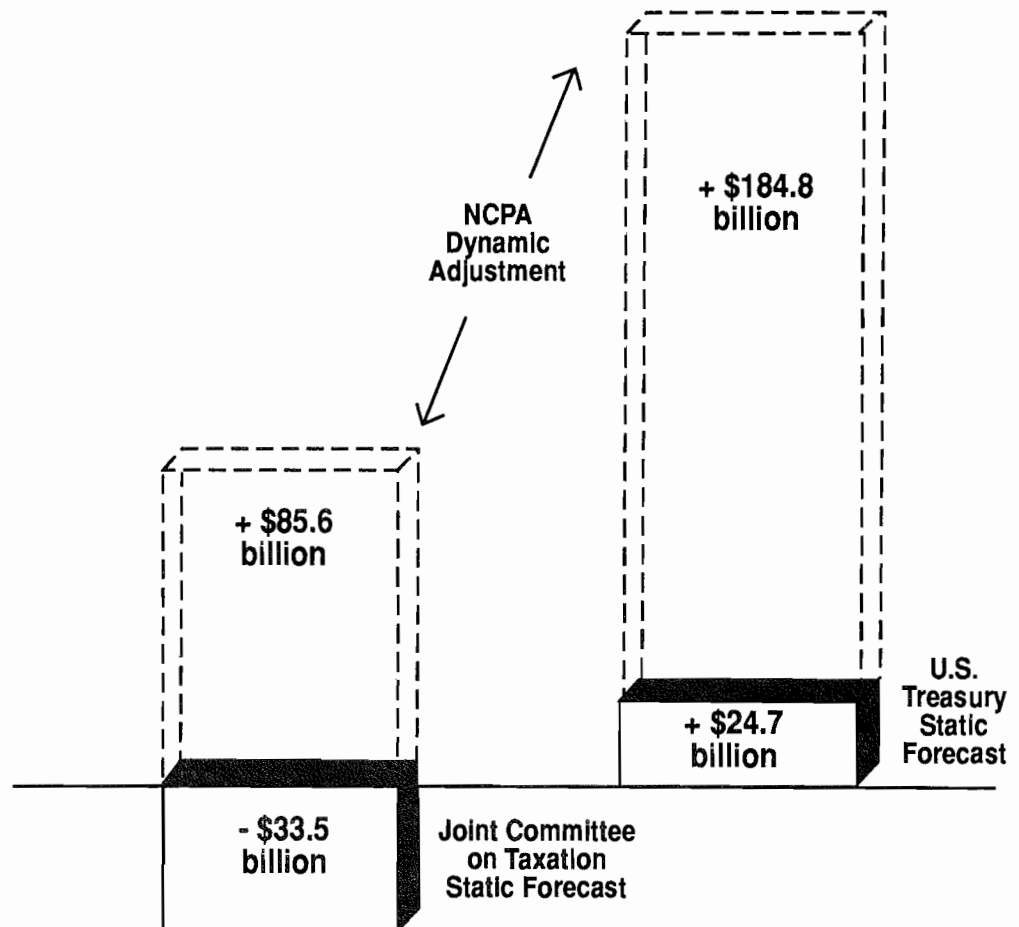 + $184.8
billion
NCPA
Dynamic
Adjustment
+ $85.6
billion
U.S.
Treasury
Static
Forecast
+ $24.7
billion
- $33.5
billion
Joint Committee
on Taxation
Static Forecast